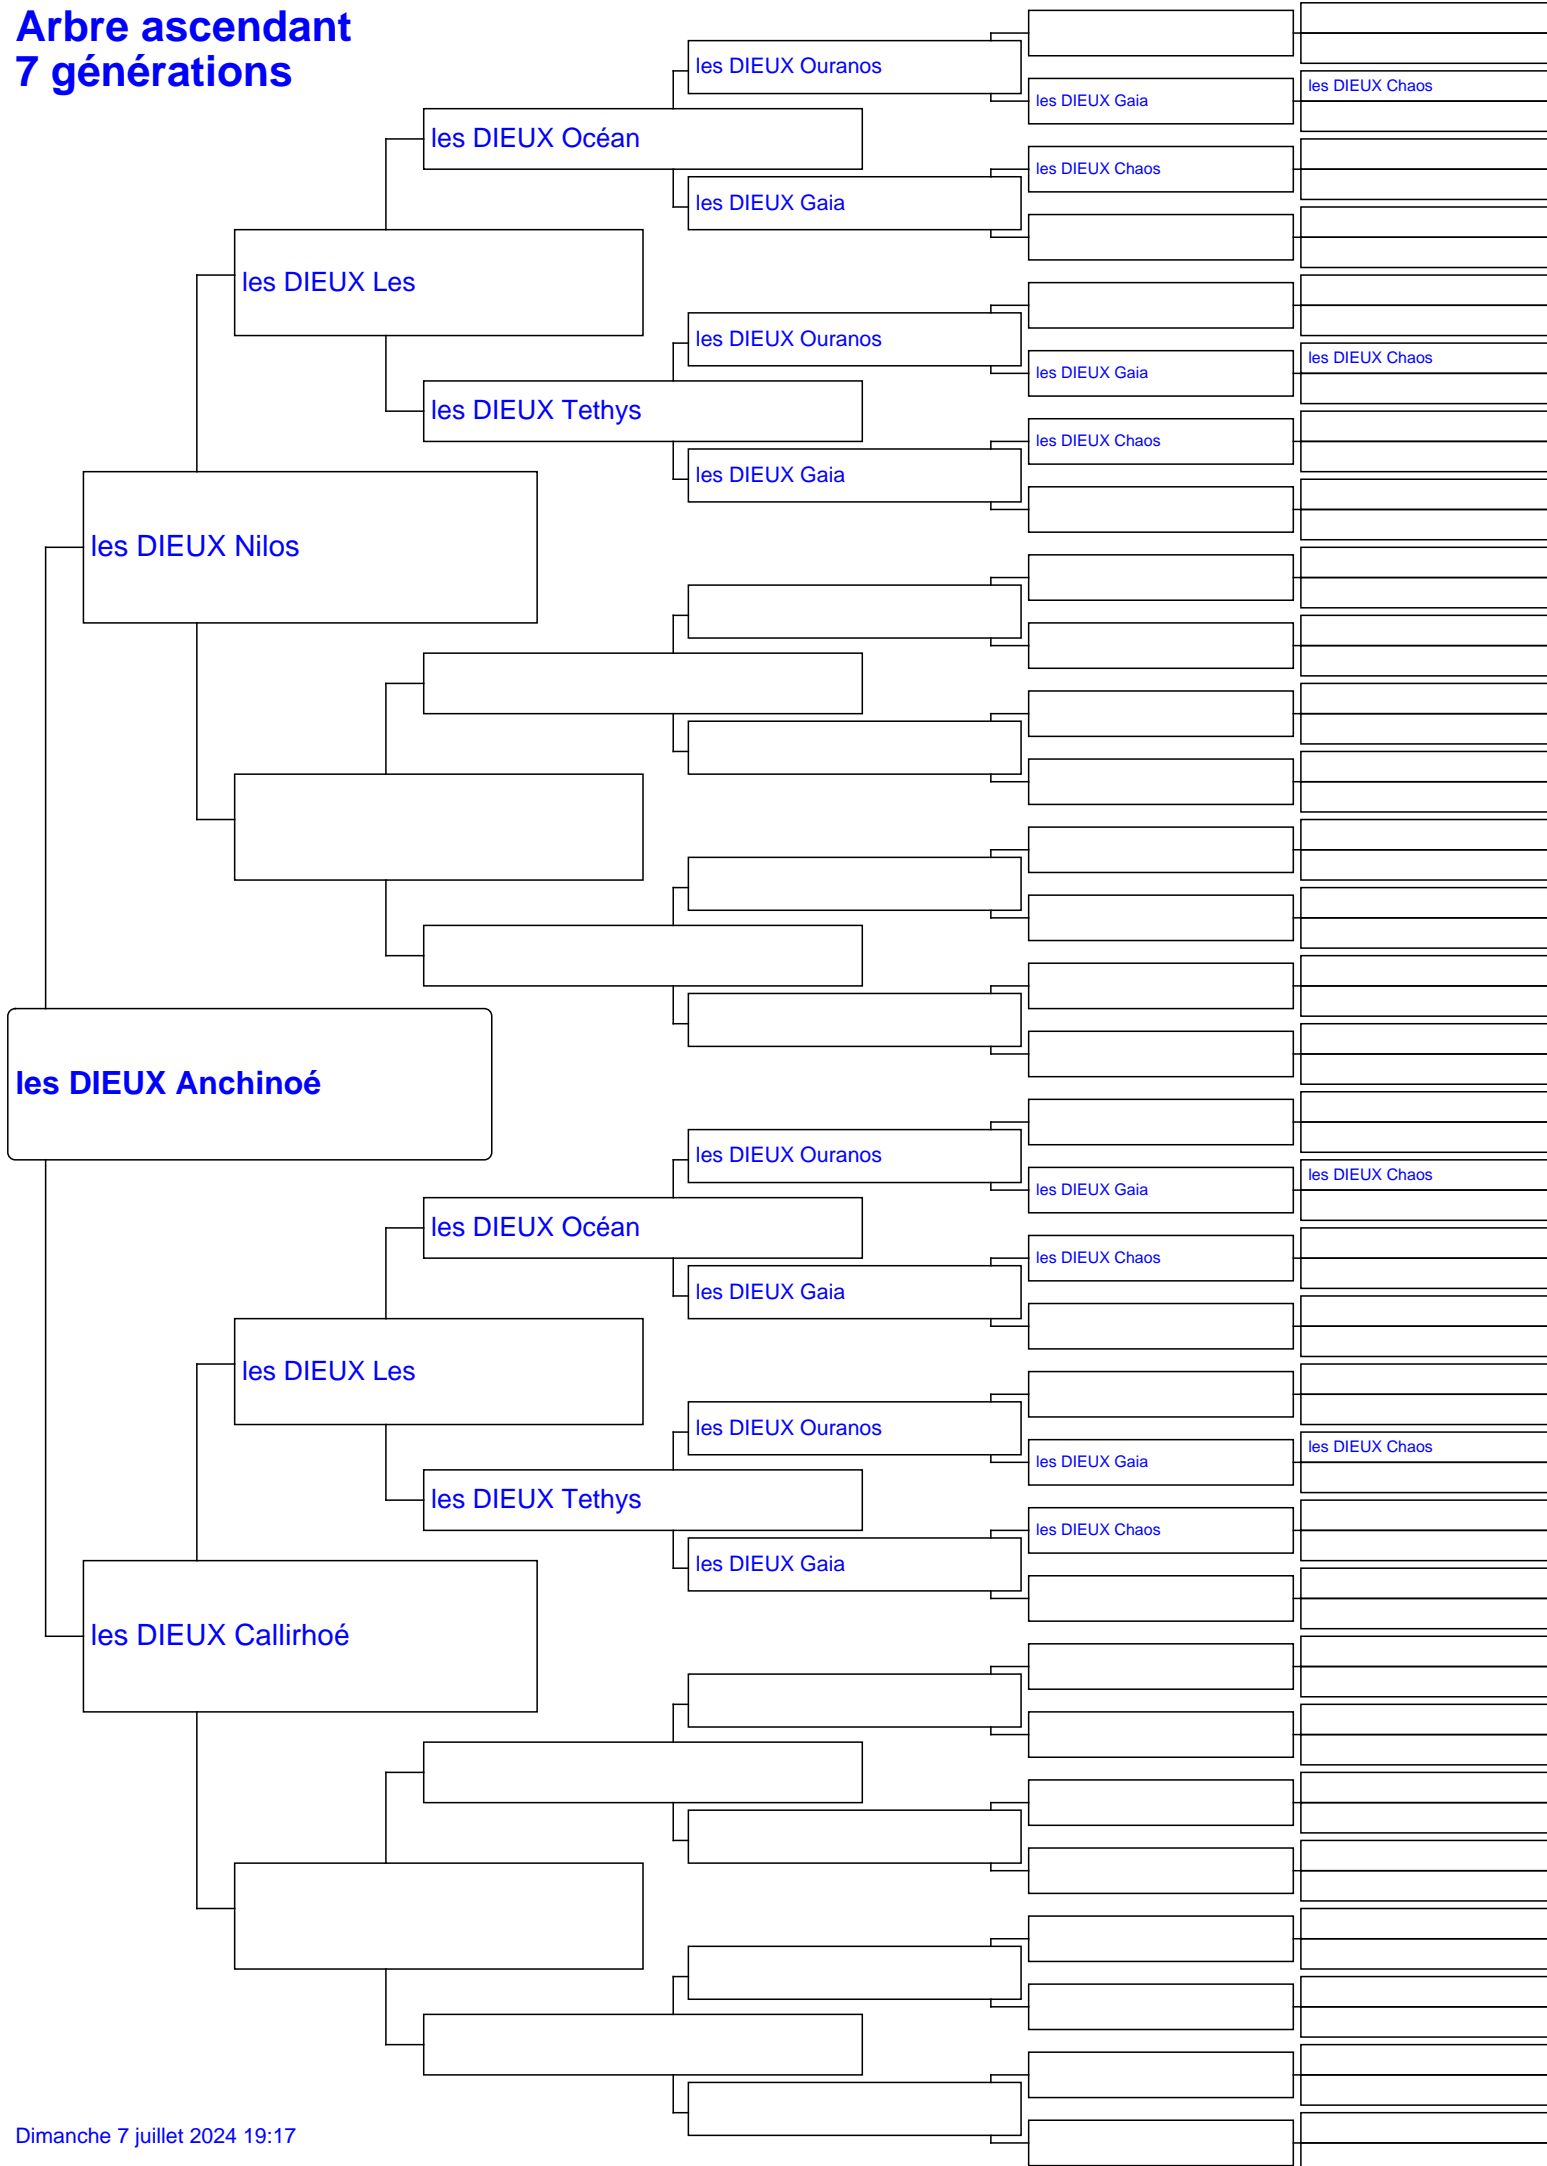 Arbre ascendant
7 générations
les DIEUX Ouranos
les DIEUX Chaos
les DIEUX Gaia
les DIEUX Océan
les DIEUX Chaos
les DIEUX Gaia
les DIEUX Les
les DIEUX Ouranos
les DIEUX Chaos
les DIEUX Gaia
les DIEUX Tethys
les DIEUX Chaos
les DIEUX Gaia
les DIEUX Nilos
les DIEUX Anchinoé
les DIEUX Ouranos
les DIEUX Chaos
les DIEUX Gaia
les DIEUX Océan
les DIEUX Chaos
les DIEUX Gaia
les DIEUX Les
les DIEUX Ouranos
les DIEUX Chaos
les DIEUX Gaia
les DIEUX Tethys
les DIEUX Chaos
les DIEUX Gaia
les DIEUX Callirhoé
Dimanche 7 juillet 2024 19:17